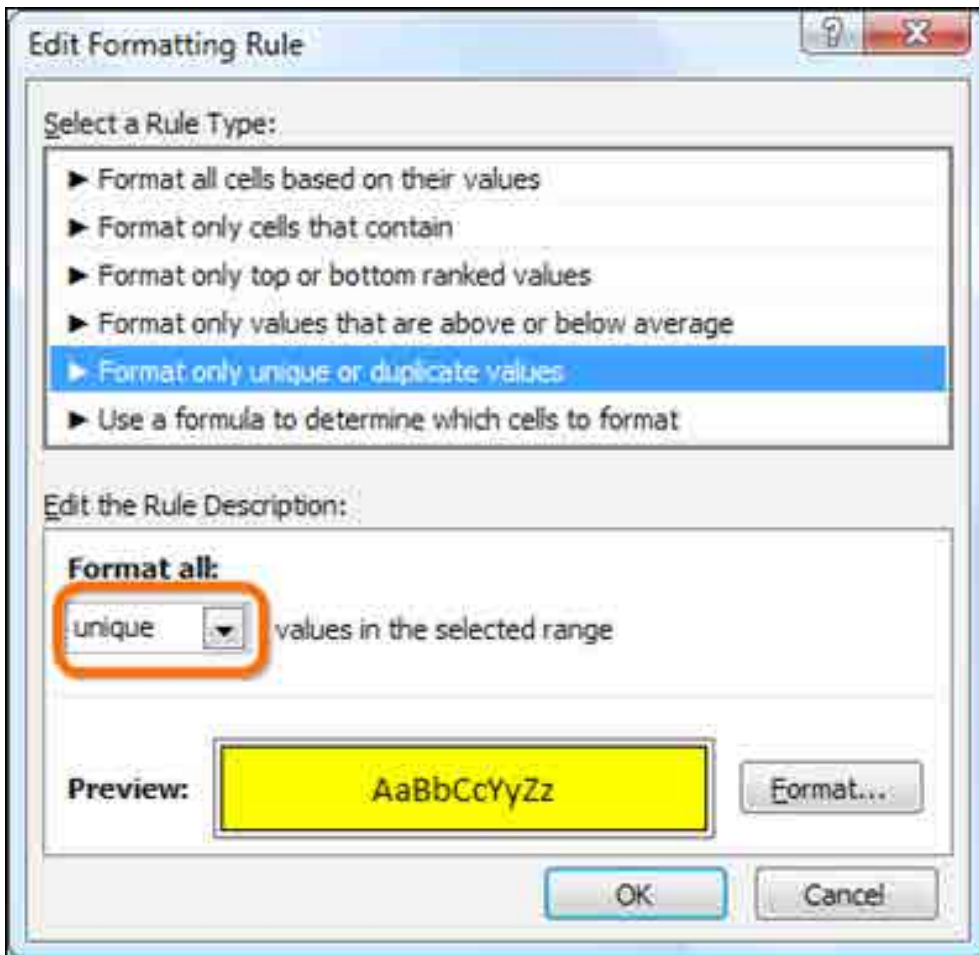 Edit Formatting Rule
?
Select a Rule Type:
► Format all cells based on their values
► Format only cells that contain
► Format only top or bottom ranked values
► Format only values that are above or below average
► Format only unique or duplicate values
► Use a formula to determine which cells to format
Edit the Rule Description:
Format all:
unique values in the selected range
Preview: AaBbCcYyZz Format...
OK Cancel